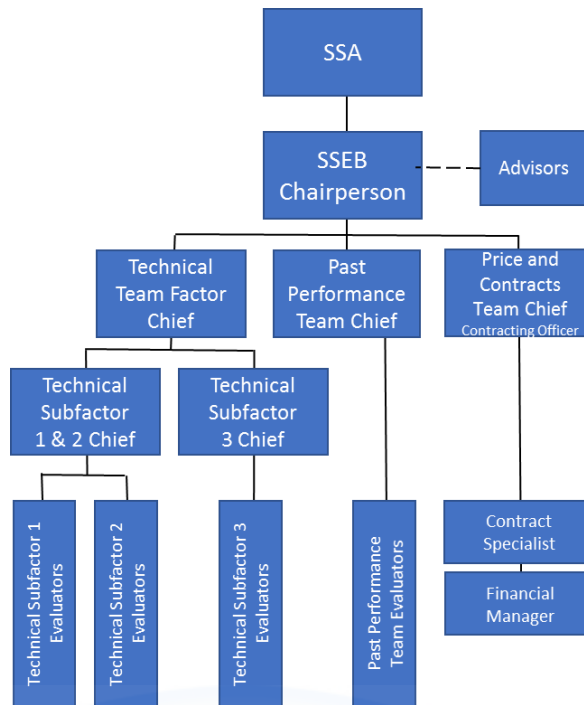 SSA
SSEB
Chairperson
Advisors
Technical
Team Factor
Chief
Past
Performance
Team Chief
Price and
Contracts
Team Chief
Contracting Officer
Technical
Subfactor
1 & 2 Chief
Technical
Subfactor
3 Chief
Technical Subfactor 1
Evaluators
Technical Subfactor 2
Evaluators
Technical Subfactor 3
Evaluators
Past Performance
Team Evaluators
Contract
Specialist
Financial
Manager